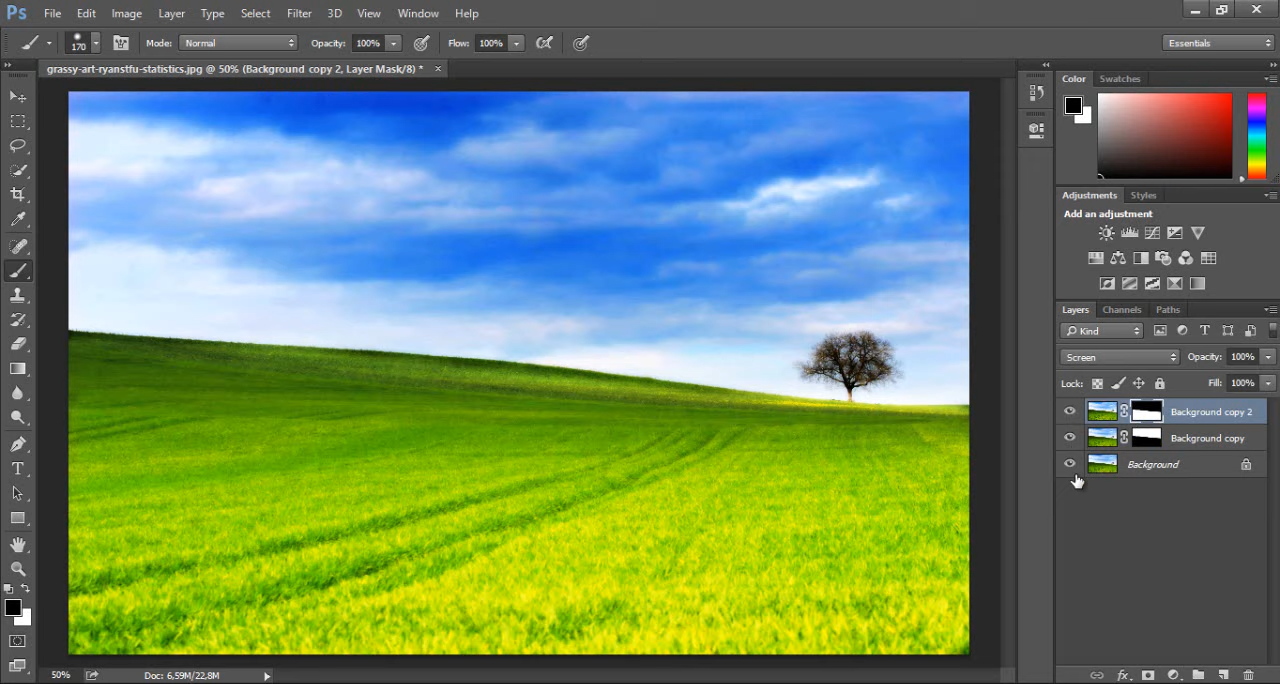 Ps File Edit Image Layer Type Select Filter 3D View Window Help
170 Mode: Normal Opacity: 100% Flow: 100% Essentials
grassy-art-ryanstfu-statistics.jpg @ 50% (Background copy 2, Layer Mask/8) * ×
Color Swatches
Adjustments Styles
Add an adjustment
Layers Channels Paths
Kind
Screen Opacity: 100%
Lock: Fill: 100%
Background copy 2
Background copy
Background
50% Doc: 6,59M/22,8M
fx